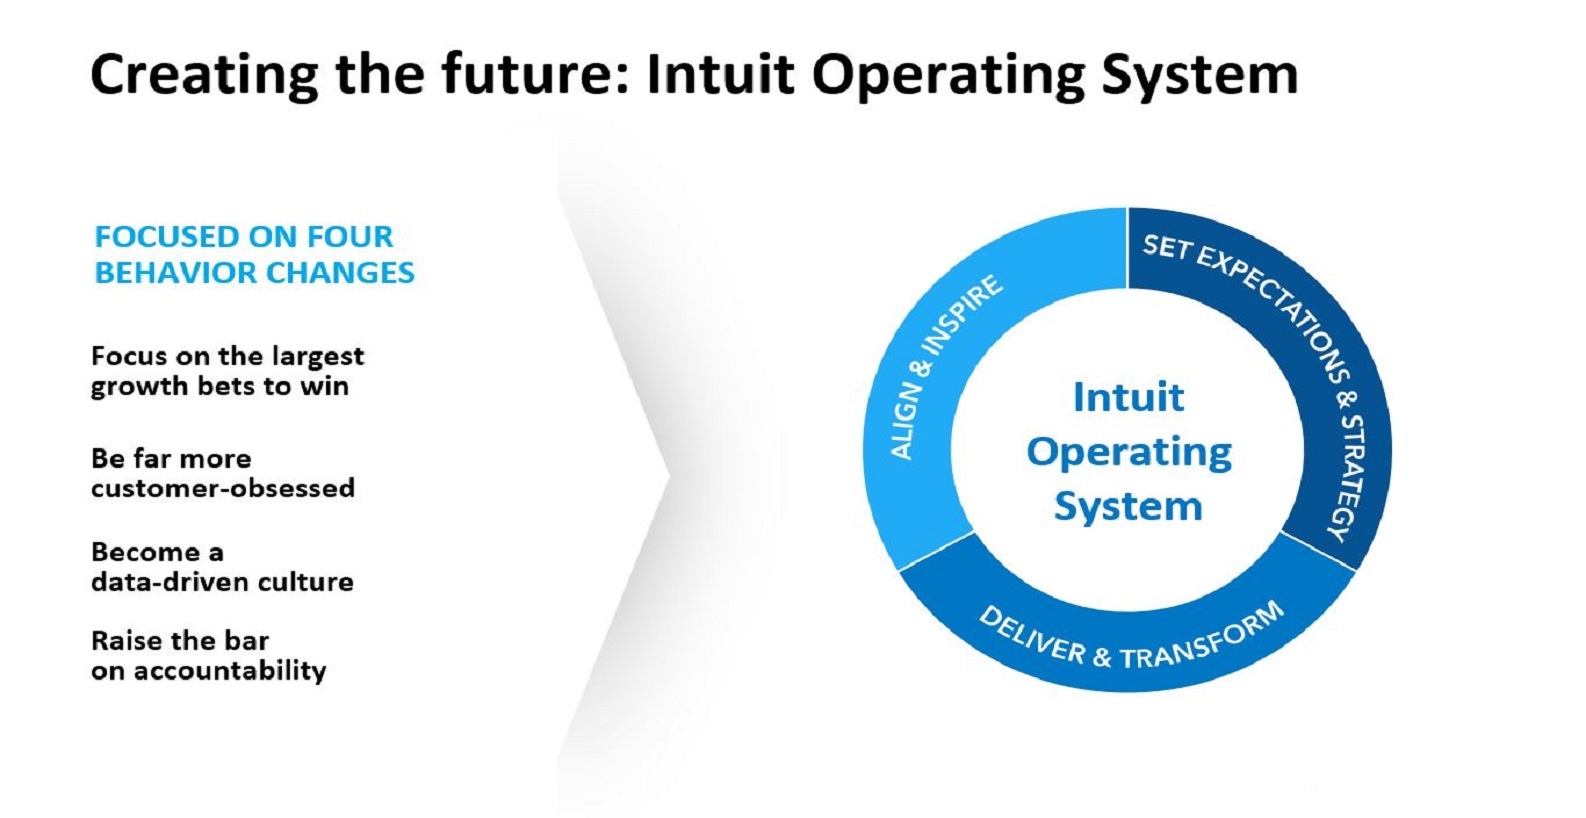 Creating the future: Intuit Operating System
FOCUSED ON FOUR
BEHAVIOR CHANGES
Focus on the largest
growth bets to win
Be far more
customer-obsessed
Become a
data-driven culture
Raise the bar
on accountability
ALIGN & INSPIRE
SET EXPECTATIONS & STRATEGY
DELIVER & TRANSFORM
Intuit
Operating
System